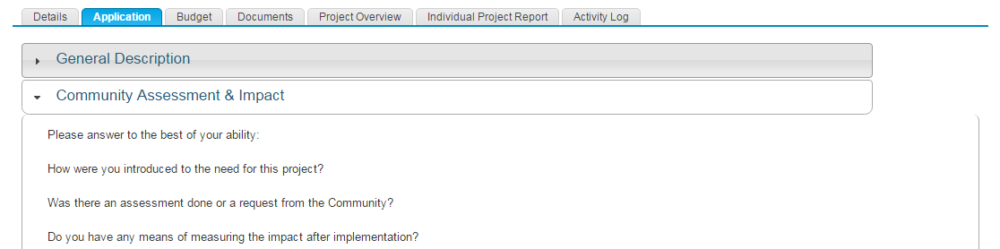 Details Application Budget Documents Project Overview Individual Project Report Activity Log
General Description
Community Assessment & Impact
Please answer to the best of your ability:
How were you introduced to the need for this project?
Was there an assessment done or a request from the Community?
Do you have any means of measuring the impact after implementation?